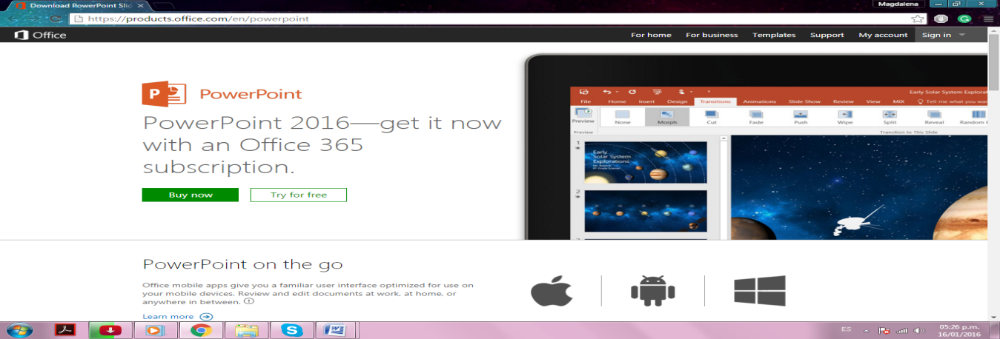 Download PowerPoint Slid
Magdalena
https://products.office.com/en/powerpoint
Office
For home For business Templates Support My account Sign in
PowerPoint
PowerPoint 2016—get it now
with an Office 365
subscription.
Buy now Try for free
Early Solar System Explorat
File Home Insert Design Transitions Animations Slide Show Review View MIX Tell me what you wan
Preview None Morph Cut Fade Push Wipe Split Reveal Random
Preview Transition to This Slide
1
Early
Solar System
Explorations
2
PowerPoint on the go
Office mobile apps give you a familiar user interface optimized for use on
your mobile devices. Review and edit documents at work, at home, or
anywhere in between.
Learn more
ES
05:26 p.m.
16/01/2016